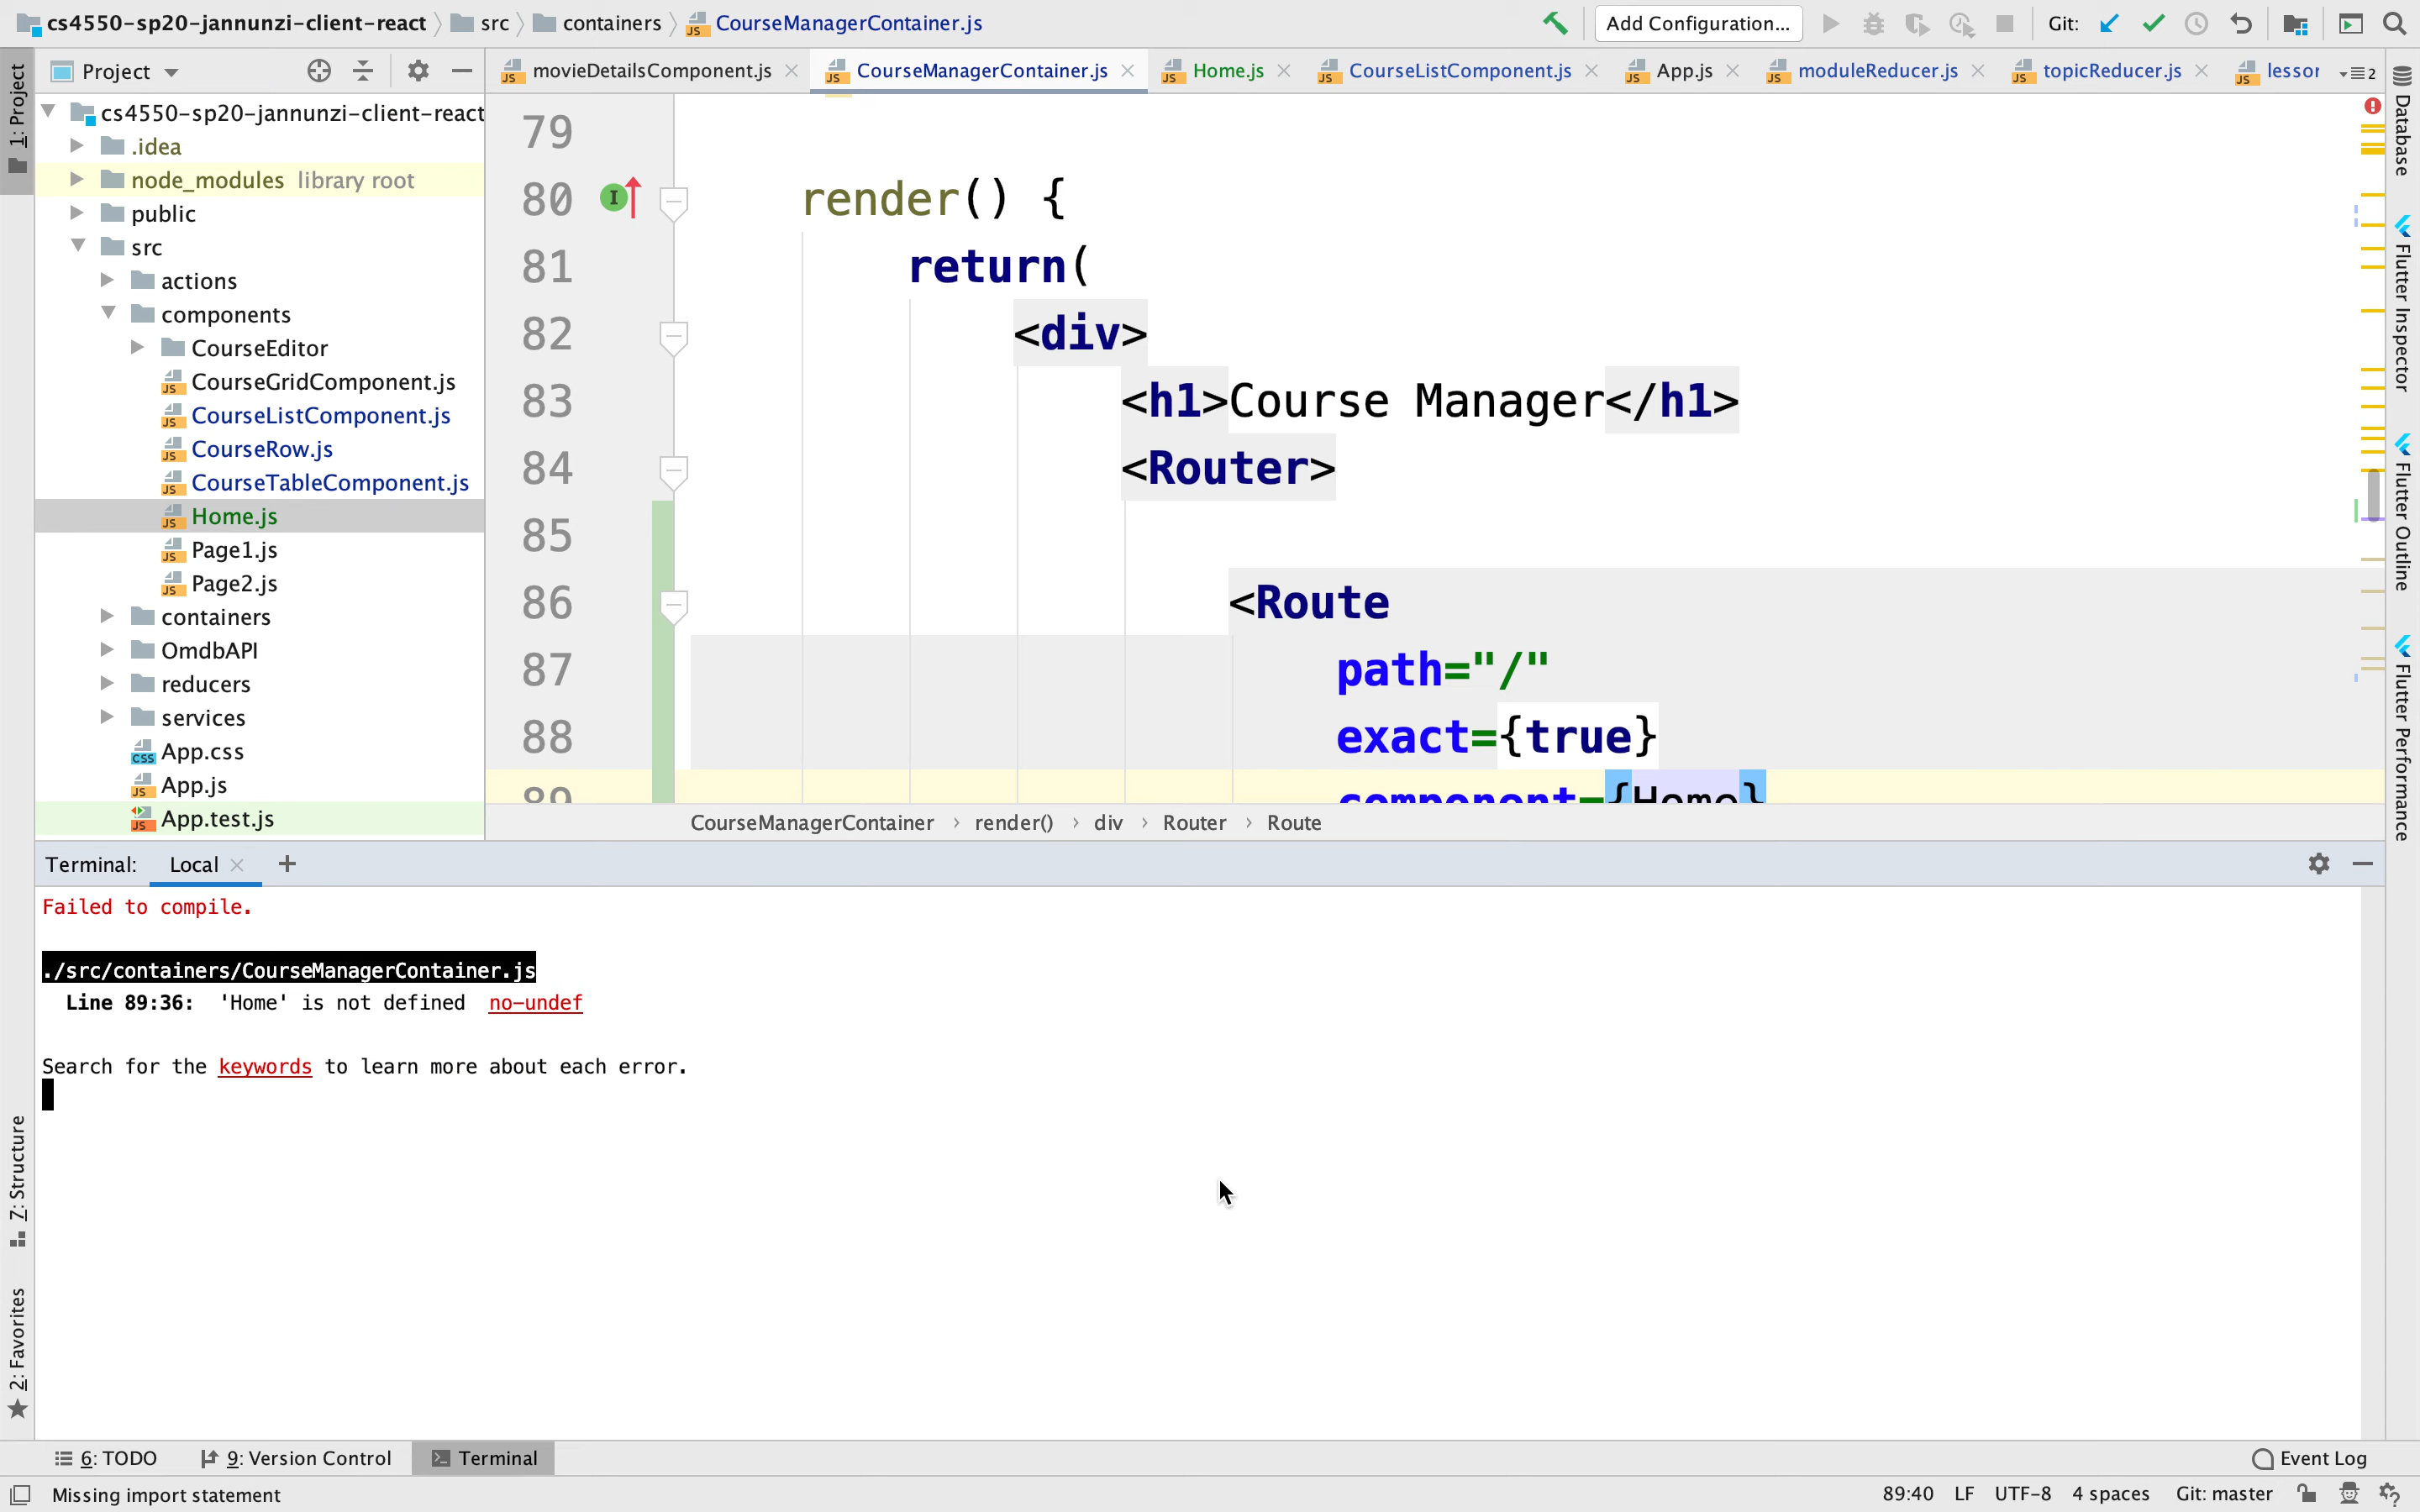 cs4550-sp20-jannunzi-client-react src containers CourseManagerContainer.js Add Configuration... Git:
1: Project
Project
movieDetailsComponent.js CourseManagerContainer.js Home.js CourseListComponent.js App.js moduleReducer.js topicReducer.js lessor 2
cs4550-sp20-jannunzi-client-react
.idea
node_modules library root
public
src
actions
components
CourseEditor
CourseGridComponent.js
CourseListComponent.js
CourseRow.js
CourseTableComponent.js
Home.js
Page1.js
Page2.js
containers
OmdbAPI
reducers
services
App.css
App.js
App.test.js
79
80 render() {
81 return(
82 <div>
83 <h1>Course Manager</h1>
84 <Router>
85
86 <Route
87 path="/"
88 exact={true}
89 component={Home}
CourseManagerContainer › render() › div › Router › Route
Database
Flutter Inspector
Flutter Outline
Flutter Performance
Terminal: Local
Failed to compile.
./src/containers/CourseManagerContainer.js
Line 89:36: 'Home' is not defined no-undef
Search for the keywords to learn more about each error.
7: Structure
2: Favorites
6: TODO 9: Version Control Terminal Event Log
Missing import statement 89:40 LF UTF-8 4 spaces Git: master